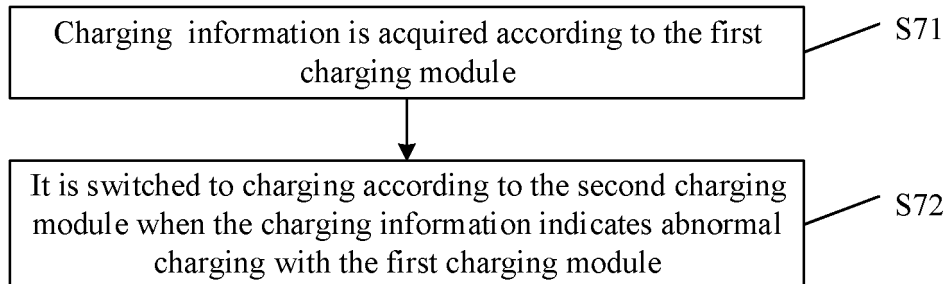 Charging information is acquired according to the first
charging module
S71
It is switched to charging according to the second charging
module when the charging information indicates abnormal
charging with the first charging module
S72